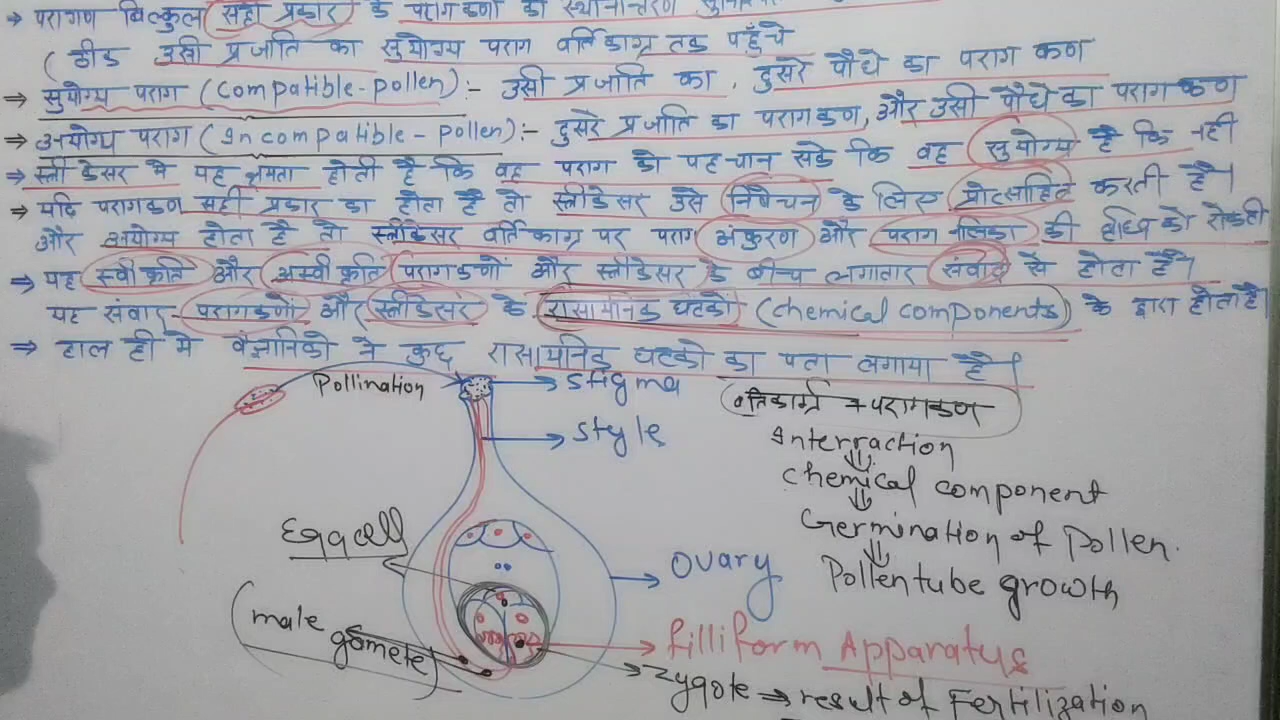 → परागण बिल्कुल सही प्रकार के परागकणों का स्थानान्तरण
( ठीक उसी प्रजाति का सुयोग्य पराग वर्तिकाग्र तक पहुँचे
⇒ सुयोग्य पराग (Compatible-pollen) :- उसी प्रजाति का, दुसरे पौधे का पराग कण
⇒ अयोग्य पराग (Incompatible-pollen) :- दुसरे प्रजाति का परागकण, और उसी पौधे का परागकण
⇒ स्त्रीकेसर मे यह क्षमता होती है कि वह पराग को पहचान सके कि वह सुयोग्य है कि नही
⇒ यदि परागकण सही प्रकार का होता है तो स्त्रीकेसर उसे निषेचन के लिए प्रोत्साहित करती है।
और अयोग्य होता है तो स्त्रीकेसर वर्तिकाग्र पर पराग अंकुरण और पराग नलिका की वृध्धि को रोकती
⇒ यह स्वीकृति और अस्वीकृति परागकणों और स्त्रीकेसर के बीच लगातार संवाद से होता है।
यह संवाद परागकणों और स्त्रीकेसर के रासायनिक घटकों (chemical components) के द्वारा होता है।
⇒ हाल ही मे वैज्ञानिको ने कुछ रासायनिक घटको का पता लगाया है।
Pollination
stigma
style
वर्तिकाग्र + परागकण
Interraction
⇓
Chemical component
⇓
Germination of Pollen.
⇓
Pollentube growth
Egg cell
Ovary
male gamete
filliform Apparatus
Zygote ⇒ result of Fertilization